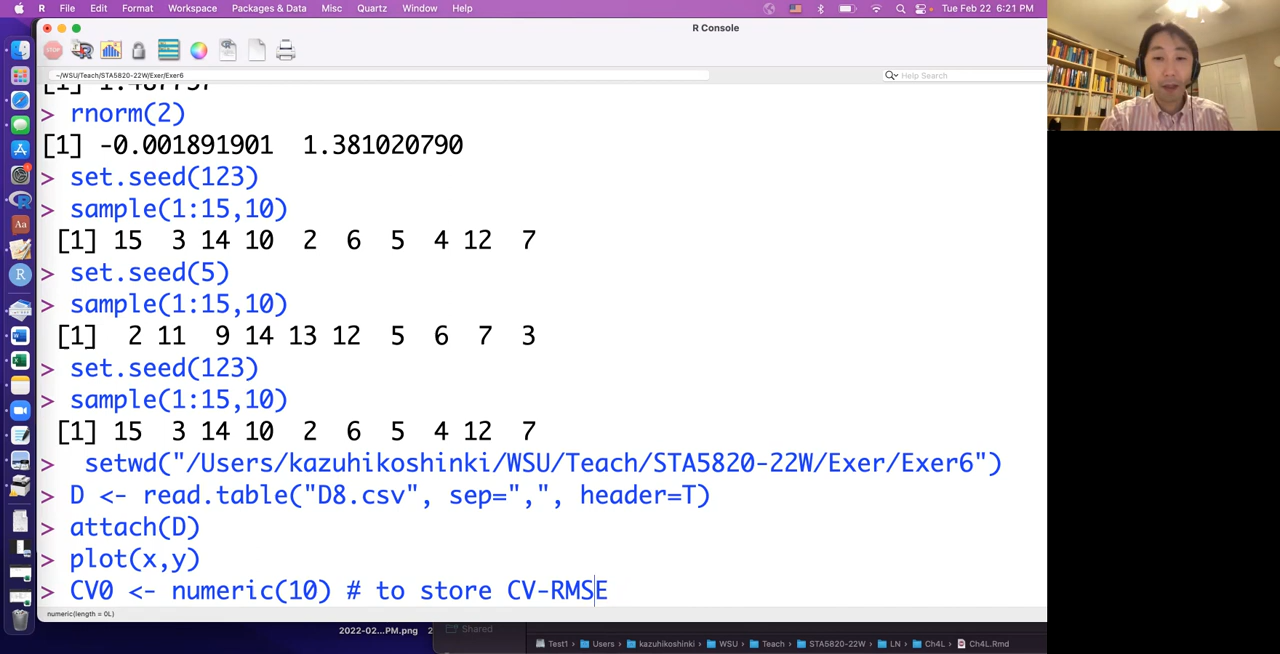 R File Edit Format Workspace Packages & Data Misc Quartz Window Help Tue Feb 22 6:21 PM
R Console
~/WSU/Teach/STA5820-22W/Exer/Exer6
Help Search
> rnorm(2)
[1] -0.001891901 1.381020790
> set.seed(123)
> sample(1:15,10)
[1] 15 3 14 10 2 6 5 4 12 7
> set.seed(5)
> sample(1:15,10)
[1] 2 11 9 14 13 12 5 6 7 3
> set.seed(123)
> sample(1:15,10)
[1] 15 3 14 10 2 6 5 4 12 7
> setwd("/Users/kazuhikoshinki/WSU/Teach/STA5820-22W/Exer/Exer6")
> D <- read.table("D8.csv", sep=",", header=T)
> attach(D)
> plot(x,y)
> CV0 <- numeric(10) # to store CV-RMSE
numeric(length = 0L)
2022-02...PM.png 2
Shared
Test1 > Users > kazuhikoshinki > WSU > Teach > STA5820-22W > LN > Ch4L > Ch4L.Rmd